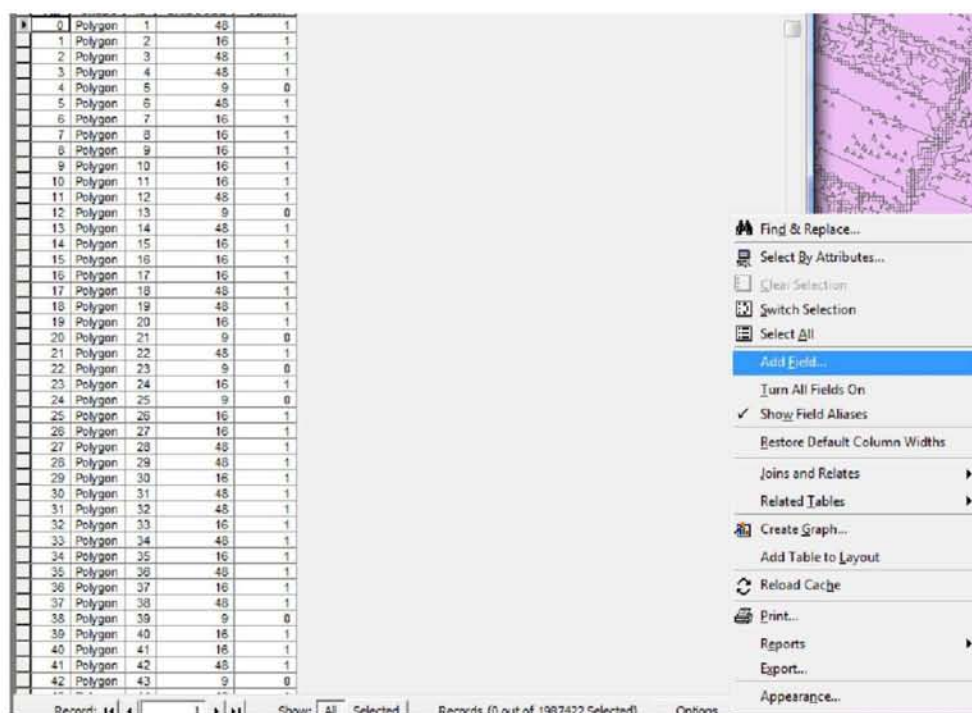 0 Polygon 1 48 1
1 Polygon 2 16 1
2 Polygon 3 48 1
3 Polygon 4 48 1
4 Polygon 5 9 0
5 Polygon 6 48 1
6 Polygon 7 16 1
7 Polygon 8 16 1
8 Polygon 9 16 1
9 Polygon 10 16 1
10 Polygon 11 16 1
11 Polygon 12 48 1
12 Polygon 13 9 0
13 Polygon 14 48 1
14 Polygon 15 16 1
15 Polygon 16 16 1
16 Polygon 17 16 1
17 Polygon 18 48 1
18 Polygon 19 48 1
19 Polygon 20 16 1
20 Polygon 21 9 0
21 Polygon 22 48 1
22 Polygon 23 9 0
23 Polygon 24 16 1
24 Polygon 25 9 0
25 Polygon 26 16 1
26 Polygon 27 16 1
27 Polygon 28 48 1
28 Polygon 29 48 1
29 Polygon 30 16 1
30 Polygon 31 48 1
31 Polygon 32 48 1
32 Polygon 33 16 1
33 Polygon 34 48 1
34 Polygon 35 16 1
35 Polygon 36 48 1
36 Polygon 37 16 1
37 Polygon 38 48 1
38 Polygon 39 9 0
39 Polygon 40 16 1
40 Polygon 41 16 1
41 Polygon 42 48 1
42 Polygon 43 9 0
Record: 1 Show: All Selected Records (0 out of 1987422 Selected) Options
Find & Replace...
Select By Attributes...
Clear Selection
Switch Selection
Select All
Add Field...
Turn All Fields On
Show Field Aliases
Restore Default Column Widths
Joins and Relates
Related Tables
Create Graph...
Add Table to Layout
Reload Cache
Print...
Reports
Export...
Appearance...